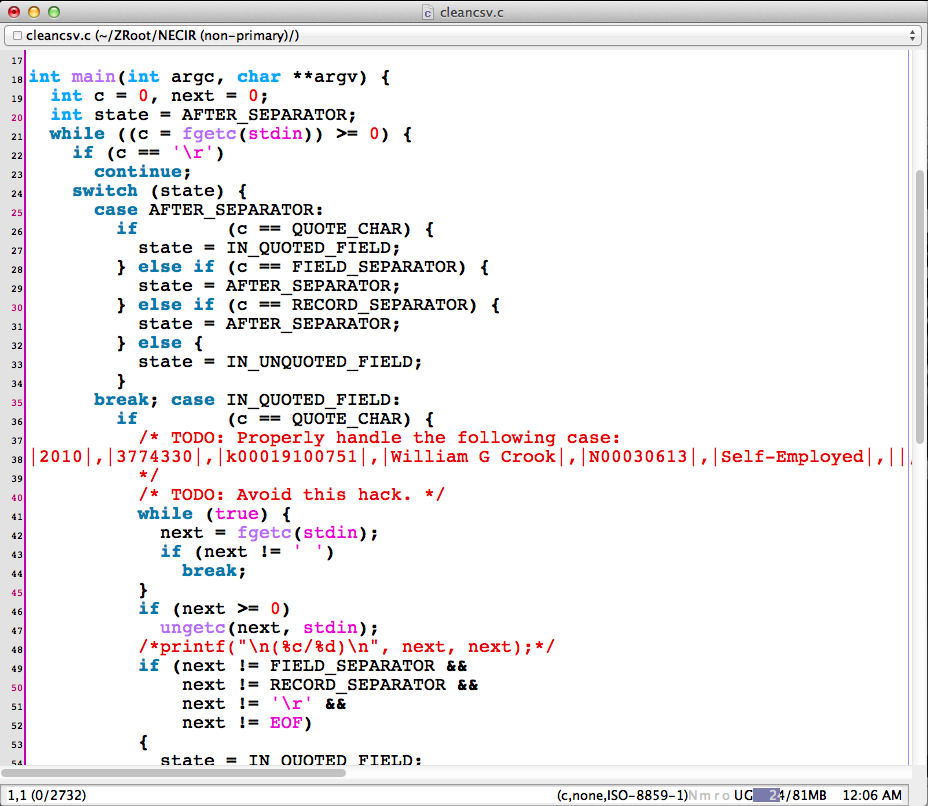 cleancsv.c
cleancsv.c (~/ZRoot/NECIR (non-primary)/)
17
18 int main(int argc, char **argv) {
19   int c = 0, next = 0;
20   int state = AFTER_SEPARATOR;
21   while ((c = fgetc(stdin)) >= 0) {
22     if (c == '\r')
23       continue;
24     switch (state) {
25       case AFTER_SEPARATOR:
26         if        (c == QUOTE_CHAR) {
27           state = IN_QUOTED_FIELD;
28         } else if (c == FIELD_SEPARATOR) {
29           state = AFTER_SEPARATOR;
30         } else if (c == RECORD_SEPARATOR) {
31           state = AFTER_SEPARATOR;
32         } else {
33           state = IN_UNQUOTED_FIELD;
34         }
35       break; case IN_QUOTED_FIELD:
36         if        (c == QUOTE_CHAR) {
37           /* TODO: Properly handle the following case:
38 |2010|,|3774330|,|k00019100751|,|William G Crook|,|N00030613|,|Self-Employed|,||,
39           */
40           /* TODO: Avoid this hack. */
41           while (true) {
42             next = fgetc(stdin);
43             if (next != ' ')
44               break;
45           }
46           if (next >= 0)
47             ungetc(next, stdin);
48           /*printf("\n(%c/%d)\n", next, next);*/
49           if (next != FIELD_SEPARATOR &&
50               next != RECORD_SEPARATOR &&
51               next != '\r' &&
52               next != EOF)
53           {
54             state = IN_QUOTED_FIELD;
1,1 (0/2732) (c,none,ISO-8859-1)Nmro UG 24/81MB 12:06 AM